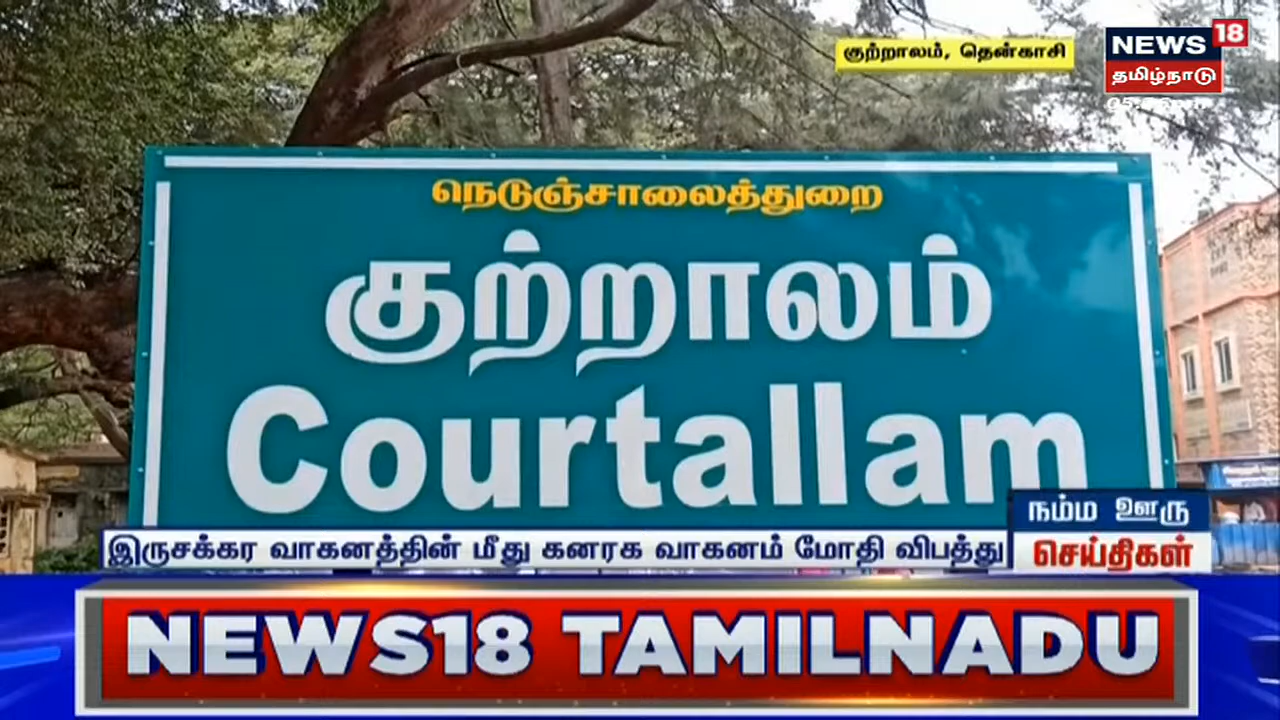 குற்றாலம், தென்காசி
NEWS 18
தமிழ்நாடு
நெடுஞ்சாலைத்துறை
குற்றாலம்
Courtallam
நம்ம ஊரு
செய்திகள்
இருசக்கர வாகனத்தின் மீது கனரக வாகனம் மோதி விபத்து
NEWS18 TAMILNADU